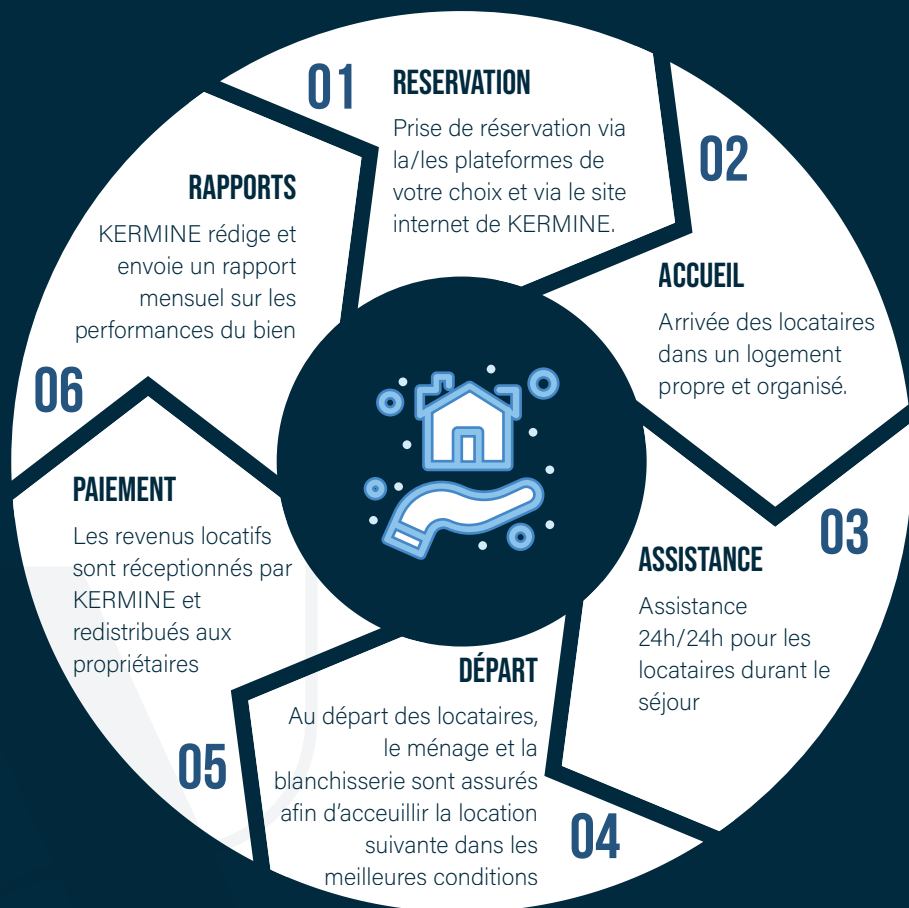 01
RESERVATION
Prise de réservation via
la/les plateformes de
votre choix et via le site
internet de KERMINE.
02
ACCUEIL
Arrivée des locataires
dans un logement
propre et organisé.
03
ASSISTANCE
Assistance
24h/24h pour les
locataires durant le
séjour
04
DÉPART
Au départ des locataires,
le ménage et la
blanchisserie sont assurés
afin d’acceuillir la location
suivante dans les
meilleures conditions
05
PAIEMENT
Les revenus locatifs
sont réceptionnés par
KERMINE et
redistribués aux
propriétaires
06
RAPPORTS
KERMINE rédige et
envoie un rapport
mensuel sur les
performances du bien